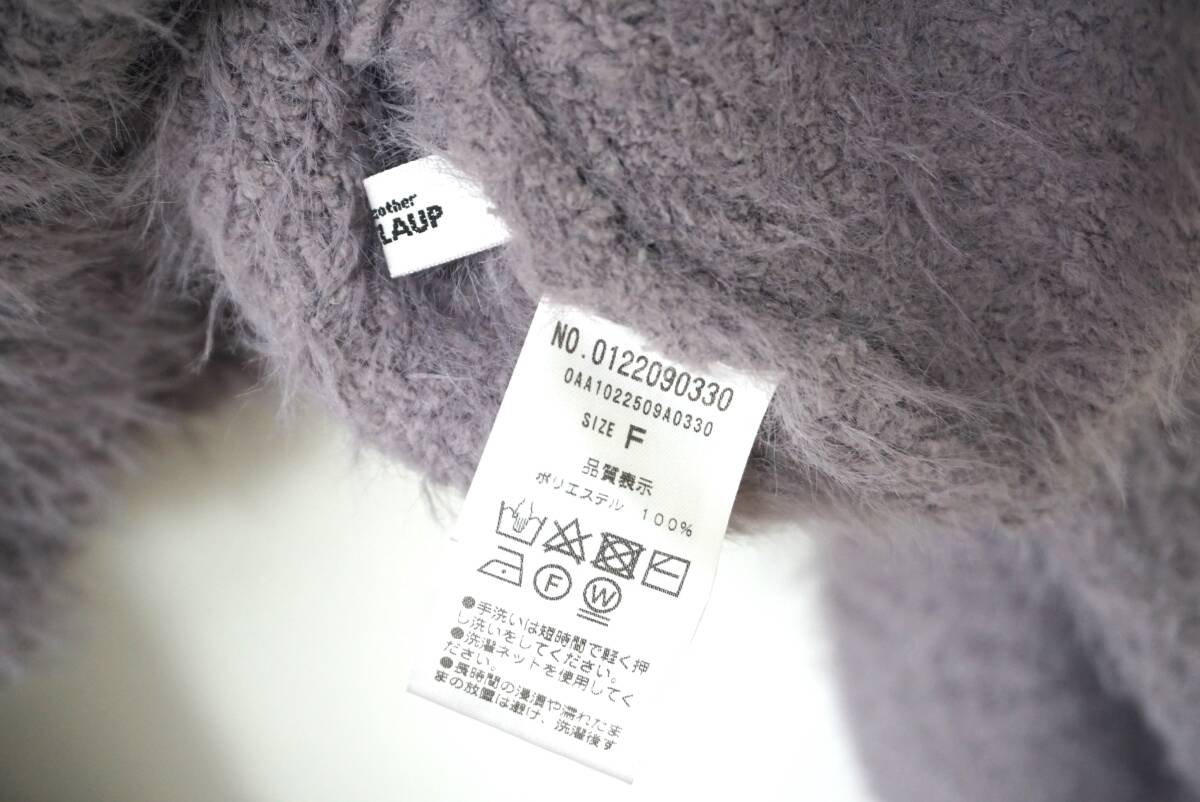 other
LAUP
NO.0122090330
0AA1022509A0330
SIZE F
品質表示
ポリエステル 100%
F W
●手洗いは短時間で軽く押
し洗いをしてください。
●洗濯ネットを使用してく
ださい。
●長時間の浸漬や濡れたま
まの放置は避け、洗濯後す